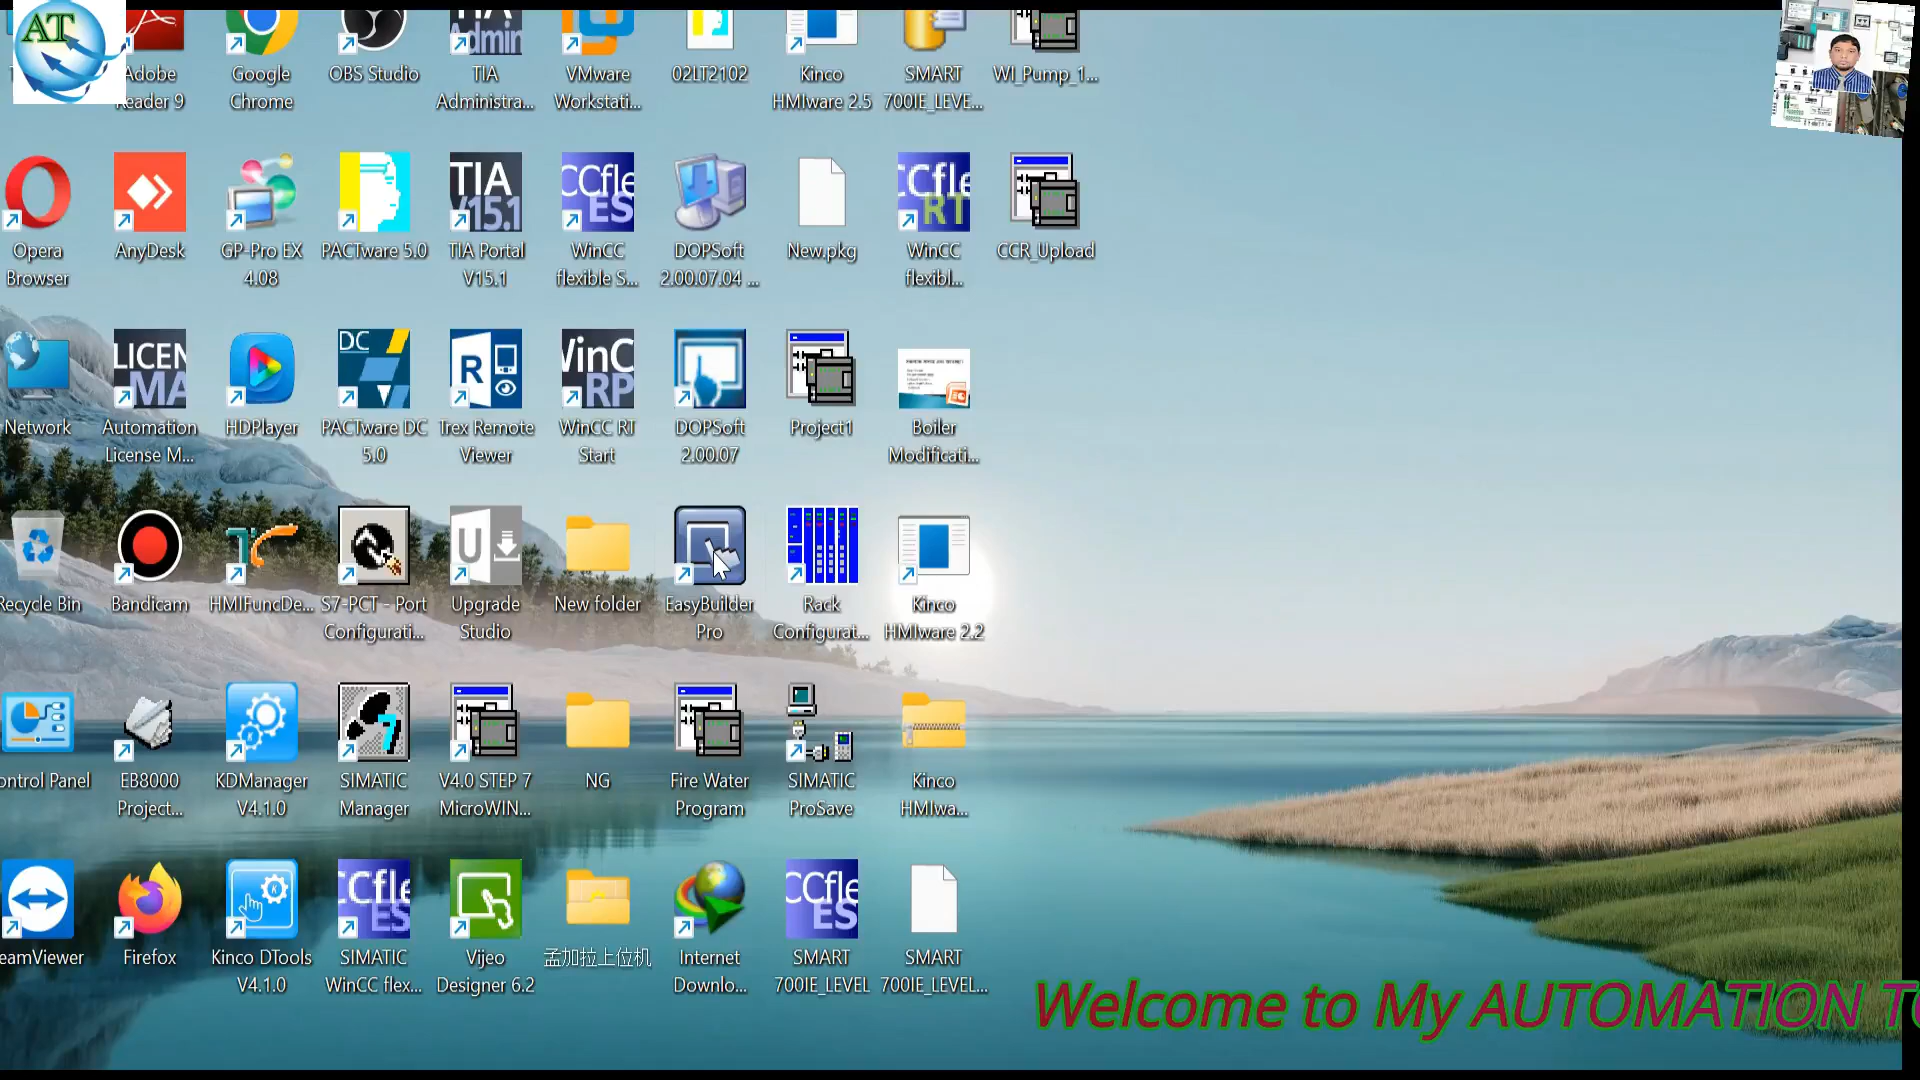 AT
Adobe
Reader 9
Google
Chrome
OBS Studio
TIA
Administra...
VMware
Workstati...
02LT2102
Kinco
HMIware 2.5
SMART
700IE_LEVE...
WI_Pump_1...
Opera
Browser
AnyDesk
GP-Pro EX
4.08
PACTware 5.0
TIA
V15.1
TIA Portal
V15.1
WinCC
flexible S...
DOPSoft
2.00.07.04 ...
New.pkg
WinCC
flexibl...
CCR_Upload
Network
Automation
License M...
HDPlayer
DC
PACTware DC
5.0
R
Trex Remote
Viewer
WinCC RT
Start
DOPSoft
2.00.07
Project1
Boiler
Modificati...
Recycle Bin
Bandicam
HMIFuncDe...
S7-PCT - Port
Configurati...
U
Upgrade
Studio
New folder
EasyBuilder
Pro
Rack
Configurat...
Kinco
HMIware 2.2
ontrol Panel
EB8000
Project...
KDManager
V4.1.0
SIMATIC
Manager
V4.0 STEP 7
MicroWIN...
NG
Fire Water
Program
SIMATIC
ProSave
Kinco
HMIwa...
eamViewer
Firefox
Kinco DTools
V4.1.0
SIMATIC
WinCC flex...
Vijeo
Designer 6.2
孟加拉上位机
Internet
Downlo...
SMART
700IE_LEVEL
SMART
700IE_LEVEL...
Welcome to My AUTOMATION T